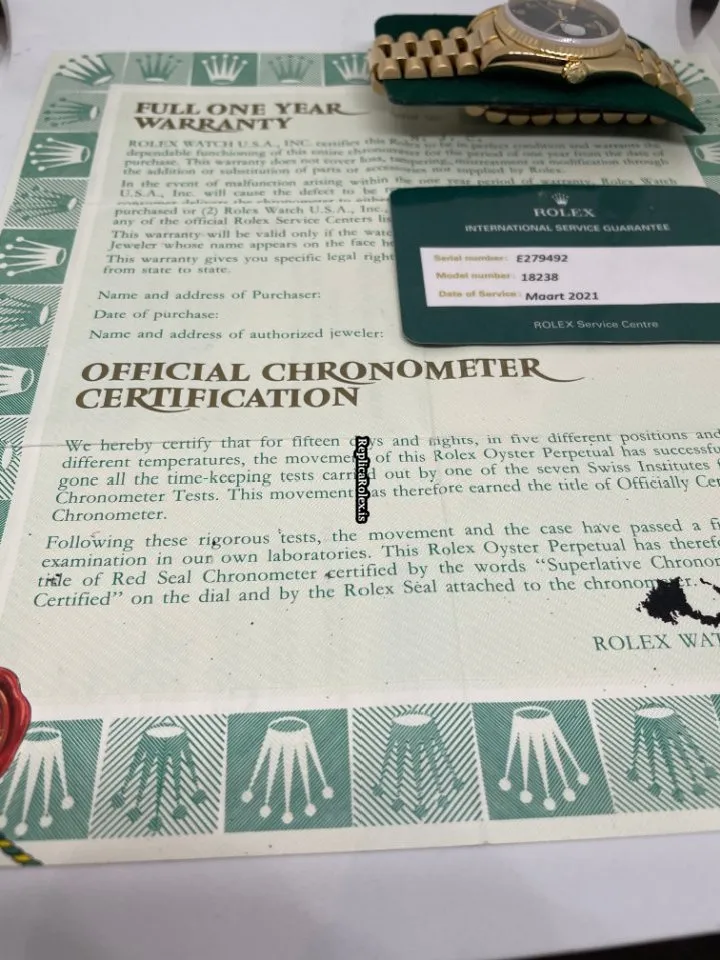 FULL ONE YEAR
WARRANTY
ROLEX WATCH U.S.A., INC. certifies this Rolex to be in perfect condition and warrants the
dependable functioning of this entire chronometer for the period of one year from the date of
purchase. This warranty does not cover loss, tampering, mistreatment or modification through
the addition or substitution of parts or accessories not supplied by Rolex.
In the event of malfunction arising within the one year period of warranty, Rolex Watch
U.S.A., Inc. will cause the defect to be
purchased or (2) Rolex Watch U.S.A., Inc.
any of the official Rolex Service Centers
This warranty will be valid only if the
Jeweler whose name appears on the face
This warranty gives you specific legal
from state to state.
ROLEX
INTERNATIONAL SERVICE GUARANTEE
Serial number: E279492
Model number: 18238
Date of Service: Maart 2021
ROLEX Service Centre
Name and address of Purchaser:
Date of purchase:
Name and address of authorized jeweler:
OFFICIAL CHRONOMETER
CERTIFICATION
We hereby certify that for fifteen days and nights, in five different positions and
different temperatures, the movement of this Rolex Oyster Perpetual has
gone all the time-keeping tests carried out by one of the seven Swiss Institutes
Chronometer Tests. This movement has therefore earned the title of Officially
Chronometer.
Following these rigorous tests, the movement and the case have passed a
examination in our own laboratories. This Rolex Oyster Perpetual has
title of Red Seal Chronometer certified by the words “Superlative
Certified” on the dial and by the Rolex Seal attached to the chronometer.
ROLEX
ReplicaRolex.is